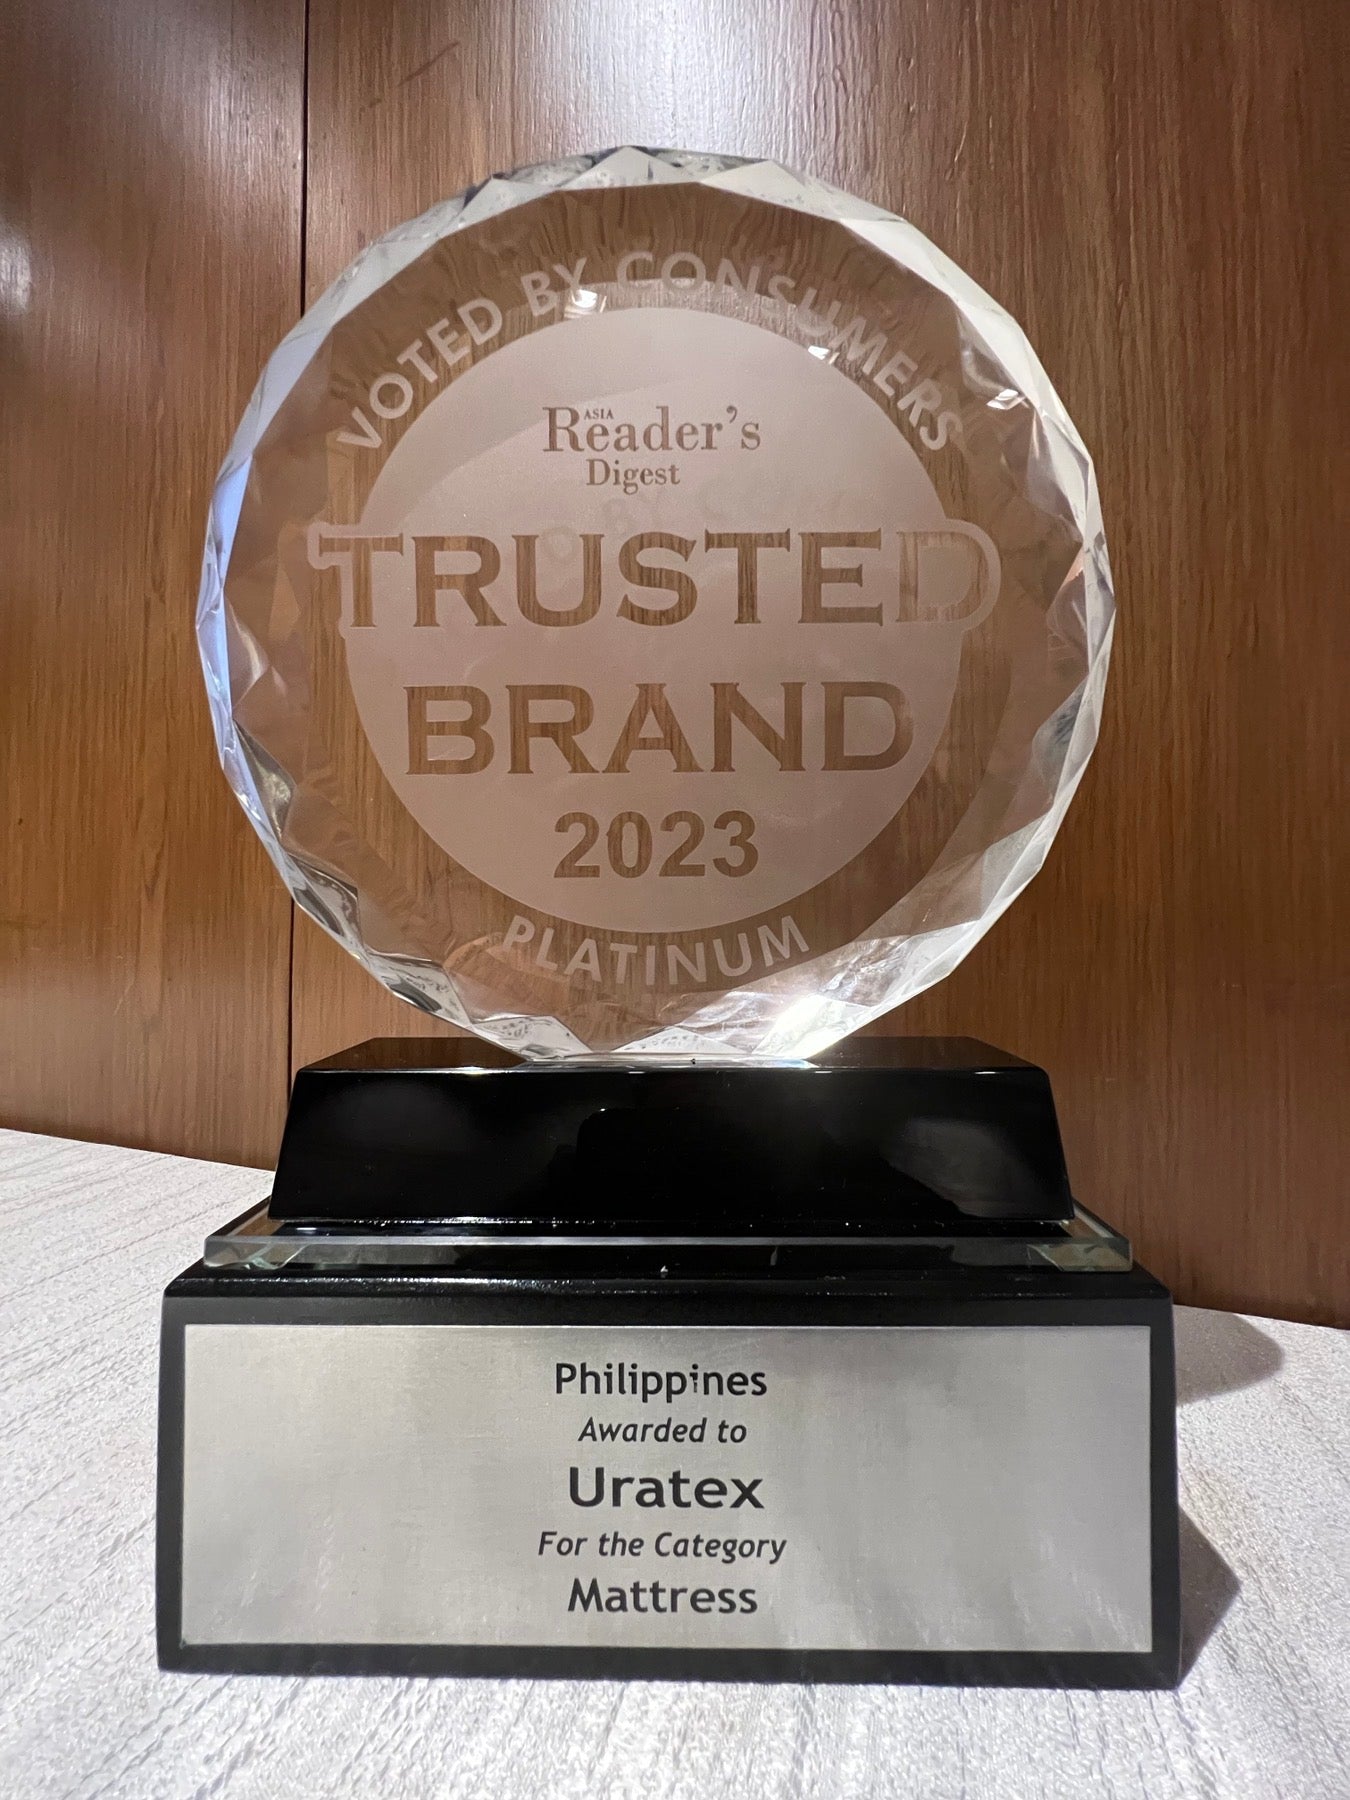 VOTED BY CONSUMERS
ASIA
Reader's
Digest
TRUSTED
BRAND
2023
PLATINUM
Philippines
Awarded to
Uratex
For the Category
Mattress